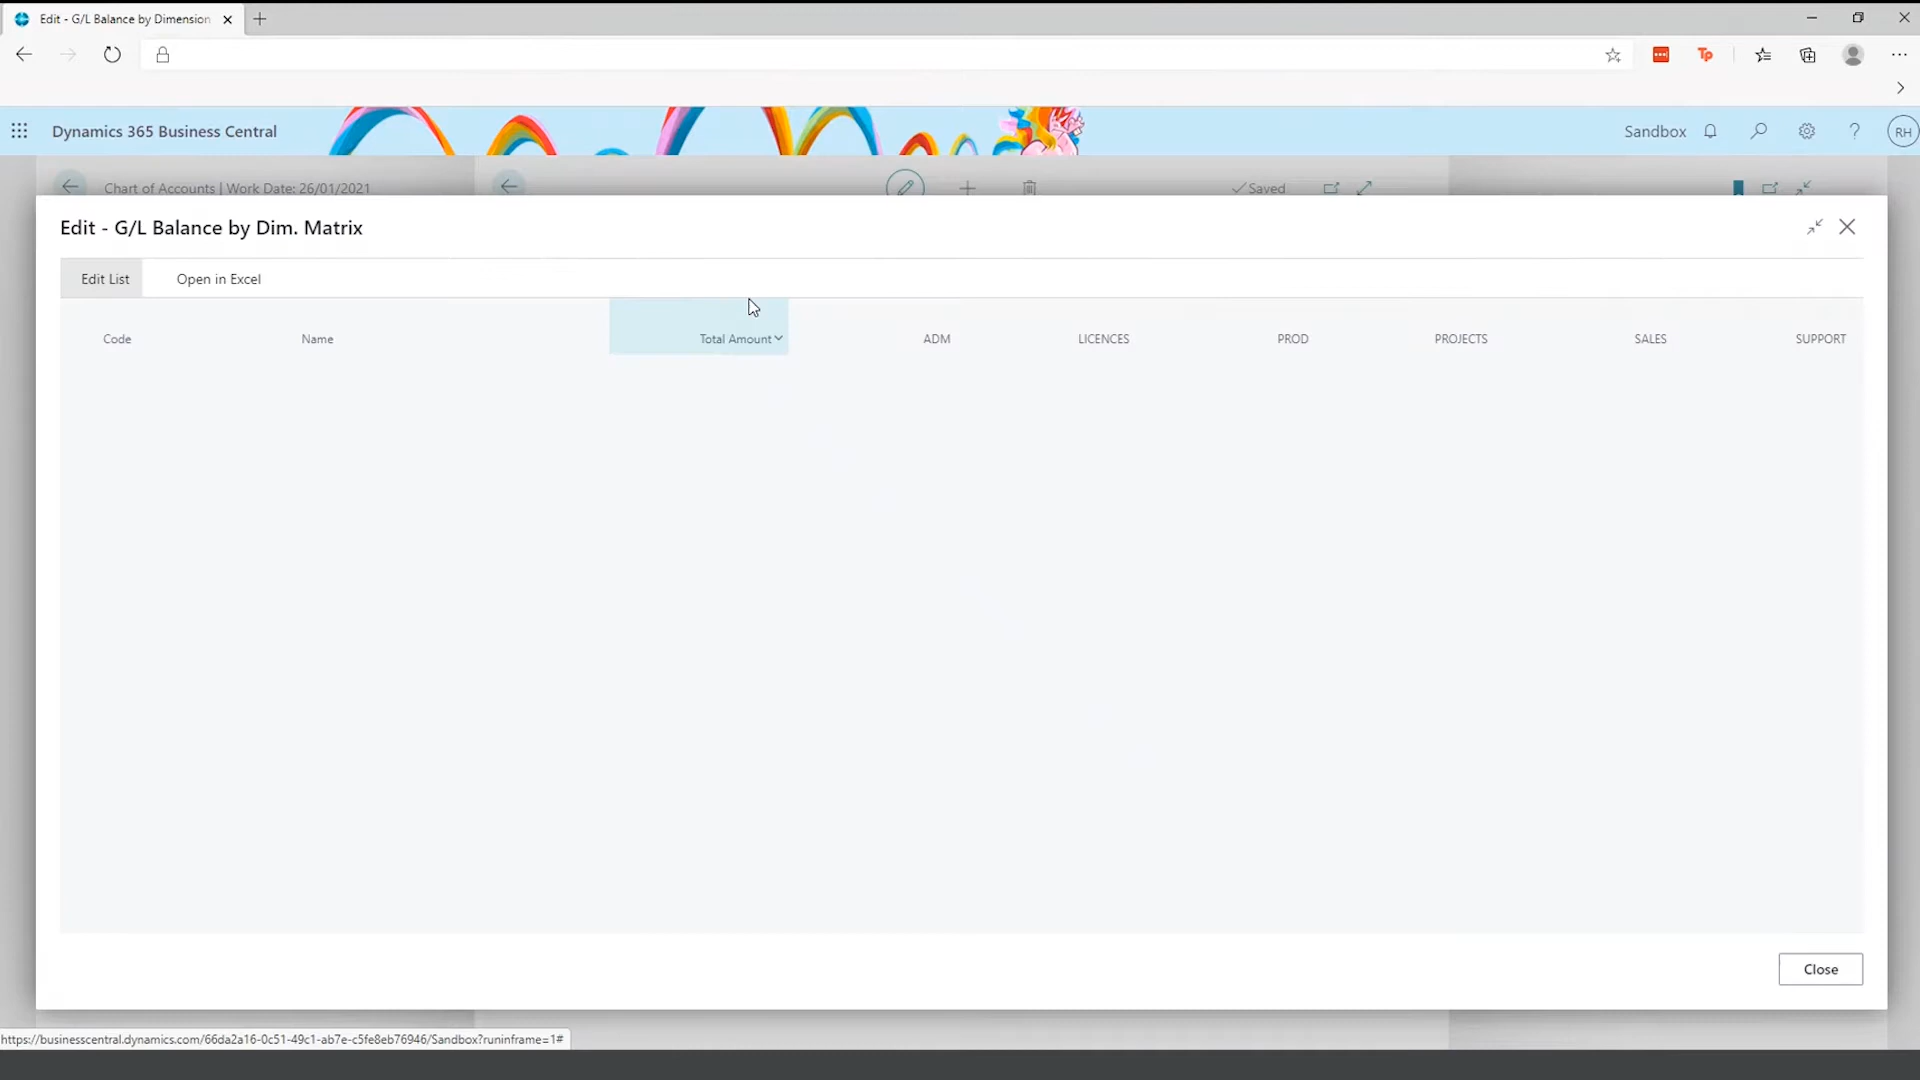 Edit - G/L Balance by Dimension
Dynamics 365 Business Central
Sandbox
?
RH
Chart of Accounts | Work Date: 26/01/2021
Saved
Edit - G/L Balance by Dim. Matrix
Edit List
Open in Excel
Code
Name
Total Amount
ADM
LICENCES
PROD
PROJECTS
SALES
SUPPORT
Close
https://businesscentral.dynamics.com/66da2a16-0c51-49c1-ab7e-c5fe8eb76946/Sandbox?runinframe=1#